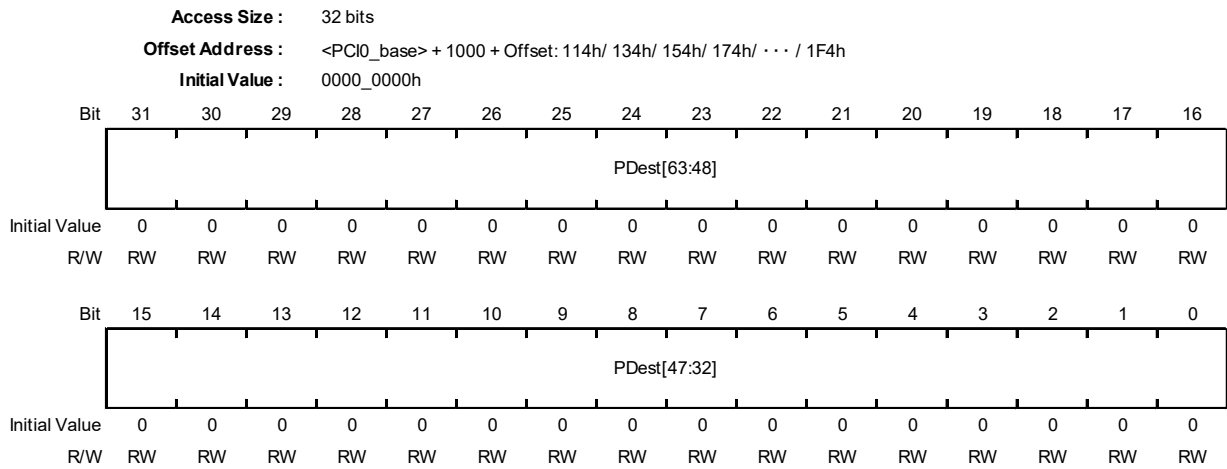 Access Size : 32 bits
Offset Address : <PCI0_base> + 1000 + Offset: 114h/ 134h/ 154h/ 174h/ ··· / 1F4h
Initial Value : 0000_0000h
Bit 31 30 29 28 27 26 25 24 23 22 21 20 19 18 17 16
PDest[63:48]
Initial Value 0 0 0 0 0 0 0 0 0 0 0 0 0 0 0 0
R/W RW RW RW RW RW RW RW RW RW RW RW RW RW RW RW RW
Bit 15 14 13 12 11 10 9 8 7 6 5 4 3 2 1 0
PDest[47:32]
Initial Value 0 0 0 0 0 0 0 0 0 0 0 0 0 0 0 0
R/W RW RW RW RW RW RW RW RW RW RW RW RW RW RW RW RW